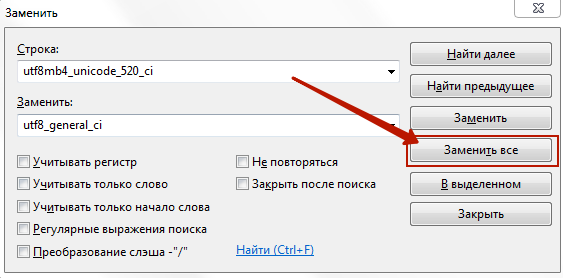 Заменить
Строка:
utf8mb4_unicode_520_ci
Заменить:
utf8_general_ci
Учитывать регистр
Учитывать только слово
Учитывать только начало слова
Регулярные выражения поиска
Преобразование слэша -"/"
Не повторяться
Закрыть после поиска
Найти (Ctrl+F)
Найти далее
Найти предыдущее
Заменить
Заменить все
В выделенном
Закрыть